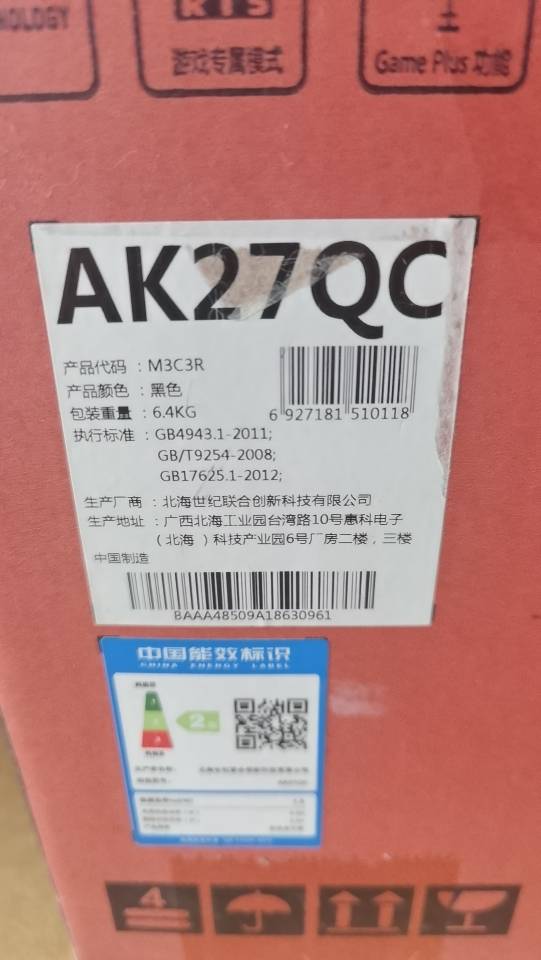 NOLOGY
游戏专属模式
Game Plus 功能
AK27QC
产品代码 : M3C3R
产品颜色 : 黑色
包装重量 : 6.4KG
6 927181 510118
执行标准 : GB4943.1-2011;
GB/T9254-2008;
GB17625.1-2012;
生产厂商 : 北海世纪联合创新科技有限公司
生产地址 : 广西北海工业园台湾路10号惠科电子
(北海 ) 科技产业园6号厂房二楼，三楼
中国制造
BAAA48509A18630961
中国能效标识
CHINA ENERGY LABEL
2
4